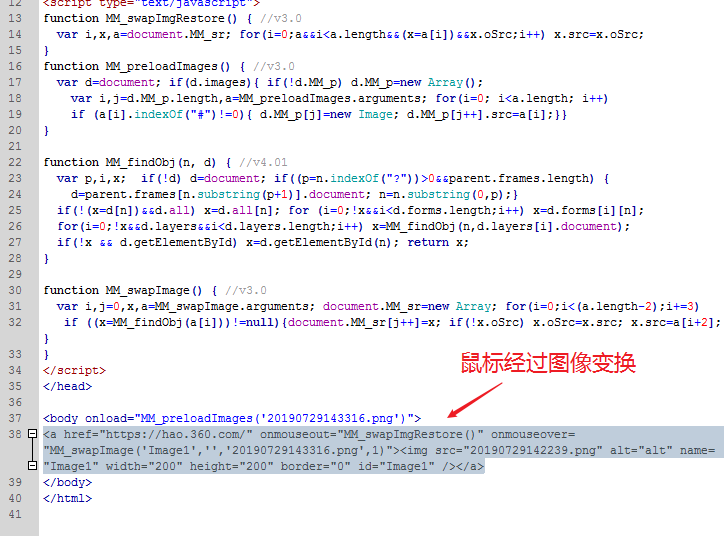 12 <script type="text/javascript">
13 function MM_swapImgRestore() { //v3.0
14 var i,x,a=document.MM_sr; for(i=0;a&&i<a.length&&(x=a[i])&&x.oSrc;i++) x.src=x.oSrc;
15 }
16 function MM_preloadImages() { //v3.0
17 var d=document; if(d.images){ if(!d.MM_p) d.MM_p=new Array();
18 var i,j=d.MM_p.length,a=MM_preloadImages.arguments; for(i=0; i<a.length; i++)
19 if (a[i].indexOf("#")!=0){ d.MM_p[j]=new Image; d.MM_p[j++].src=a[i];}}
20 }
21
22 function MM_findObj(n, d) { //v4.01
23 var p,i,x; if(!d) d=document; if((p=n.indexOf("?"))>0&&parent.frames.length) {
24 d=parent.frames[n.substring(p+1)].document; n=n.substring(0,p);}
25 if(!(x=d[n])&&d.all) x=d.all[n]; for (i=0;!x&&i<d.forms.length;i++) x=d.forms[i][n];
26 for(i=0;!x&&d.layers&&i<d.layers.length;i++) x=MM_findObj(n,d.layers[i].document);
27 if(!x && d.getElementById) x=d.getElementById(n); return x;
28 }
29
30 function MM_swapImage() { //v3.0
31 var i,j=0,x,a=MM_swapImage.arguments; document.MM_sr=new Array; for(i=0;i<(a.length-2);i+=3)
32 if ((x=MM_findObj(a[i]))!=null){document.MM_sr[j++]=x; if(!x.oSrc) x.oSrc=x.src; x.src=a[i+2];
}
33 }
34 </script>
35 </head>
鼠标经过图像变换
36
37 <body onload="MM_preloadImages('20190729143316.png')">
38 <a href="https://hao.360.com/" onmouseout="MM_swapImgRestore()" onmouseover=
"MM_swapImage('Image1','','20190729143316.png',1)"><img src="20190729142239.png" alt="alt" name=
"Image1" width="200" height="200" border="0" id="Image1" /></a>
39 </body>
40 </html>
41